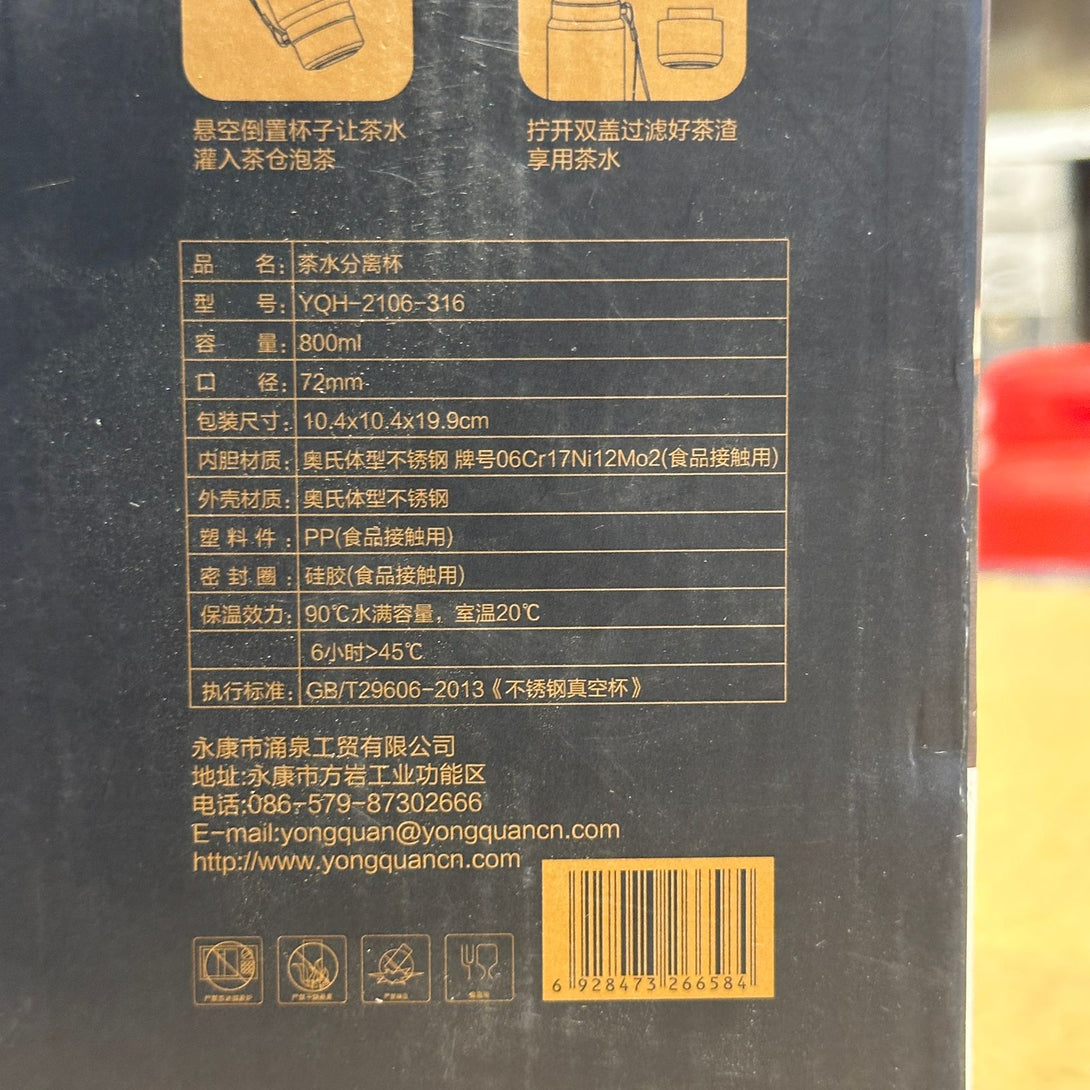 悬空倒置杯子让茶水
灌入茶仓泡茶
拧开双盖过滤好茶渣
享用茶水
品 名：茶水分离杯
型 号：YQH-2106-316
容 量：800ml
口 径：72mm
包装尺寸：10.4x10.4x19.9cm
内胆材质：奥氏体型不锈钢 牌号06Cr17Ni12Mo2(食品接触用)
外壳材质：奥氏体型不锈钢
塑 料 件 ：PP(食品接触用)
密 封 圈 ：硅胶(食品接触用)
保温效力：90℃水满容量，室温20℃
6小时>45℃
执行标准：GB/T29606-2013《不锈钢真空杯》
永康市涌泉工贸有限公司
地址:永康市方岩工业功能区
电话:086-579-87302666
E-mail:yongquan@yongquancn.com
http://www.yongquancn.com
6 928473 266584